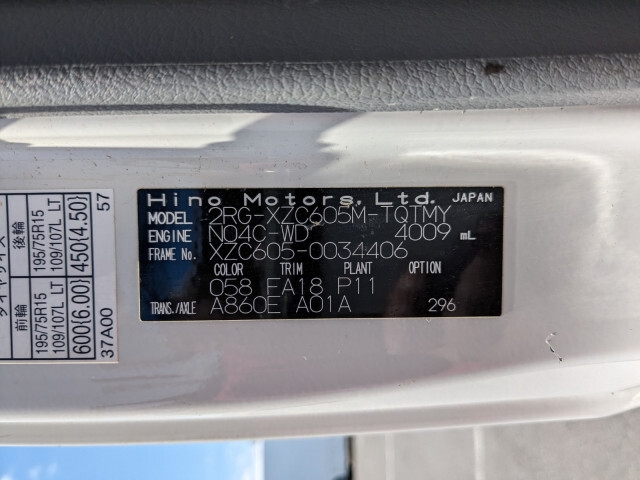 Hino Motors, Ltd. JAPAN
MODEL 2RG-XZC605M-TQTMY
ENGINE N04C-WD 4009 mL
FRAME No. XZC605-0034406
COLOR TRIM PLANT OPTION
058 FA18 P11
TRANS./AXLE A860E A01A 296
タイヤサイズ
前輪 後輪
195/75R15 195/75R15
109/107L LT 109/107L LT
600(6.00) 450(4.50)
37A00 57